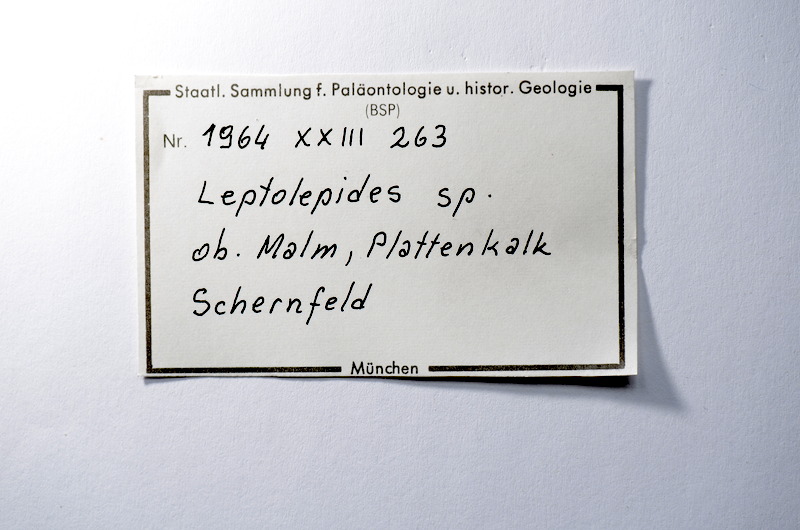 Staatl. Sammlung f. Paläontologie u. histor. Geologie
(BSP)
Nr. 1964 XXIII 263
Leptolepides sp.
ob. Malm, Plattenkalk
Schernfeld
München